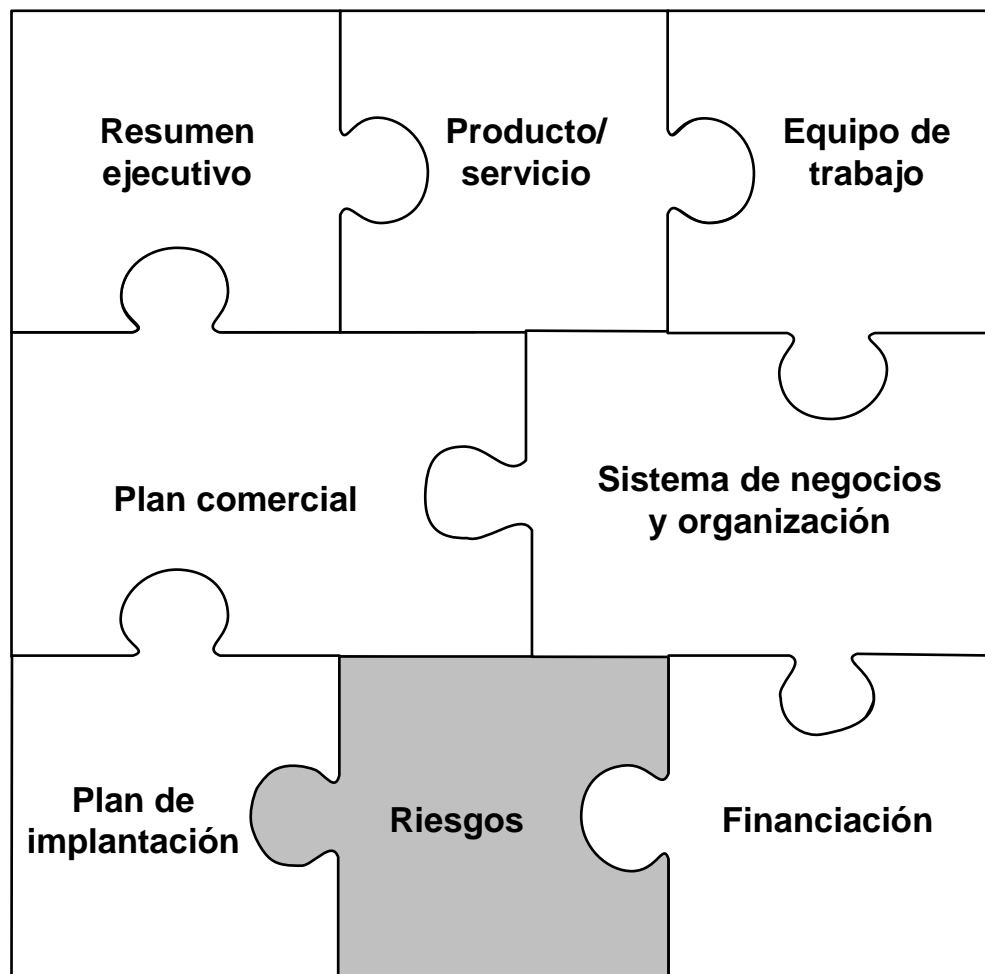 Resumen
ejecutivo
Producto/
servicio
Equipo de
trabajo
Plan comercial
Sistema de negocios
y organización
Plan de
implantación
Riesgos
Financiación